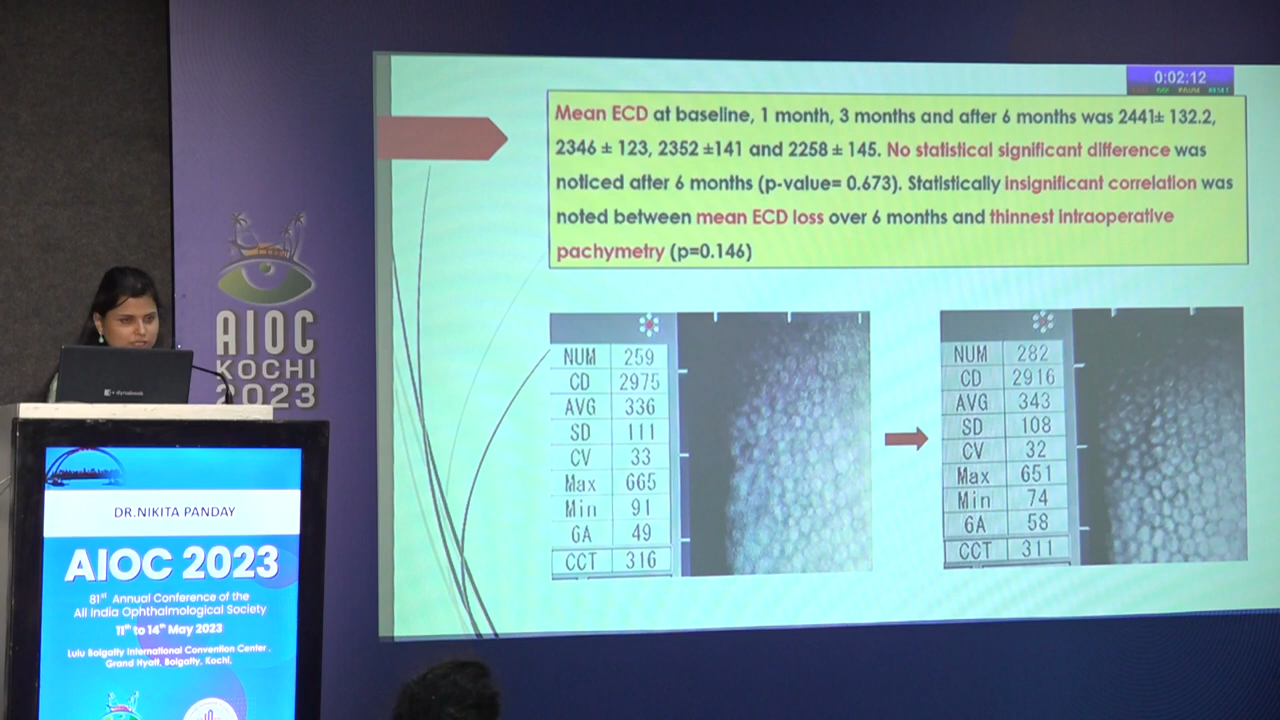 0:02:12
Mean ECD at baseline, 1 month, 3 months and after 6 months was 2441± 132.2,
2346 ± 123, 2352 ±141 and 2258 ± 145. No statistical significant difference was
noticed after 6 months (p-value= 0.673). Statistically insignificant correlation was
noted between mean ECD loss over 6 months and thinnest intraoperative
pachymetry (p=0.146)
NUM 259
CD 2975
AVG 336
SD 111
CV 33
Max 665
Min 91
6A 49
CCT 316
NUM 282
CD 2916
AVG 343
SD 108
CV 32
Max 651
Min 74
6A 58
CCT 311
AIOC
KOCHI
2023
DR.NIKITA PANDAY
AIOC 2023
81st Annual Conference of the
All India Ophthalmological Society
11th to 14th May 2023
Lulu Bolgatty International Convention Center ,
Grand Hyatt, Bolgatty, Kochi.